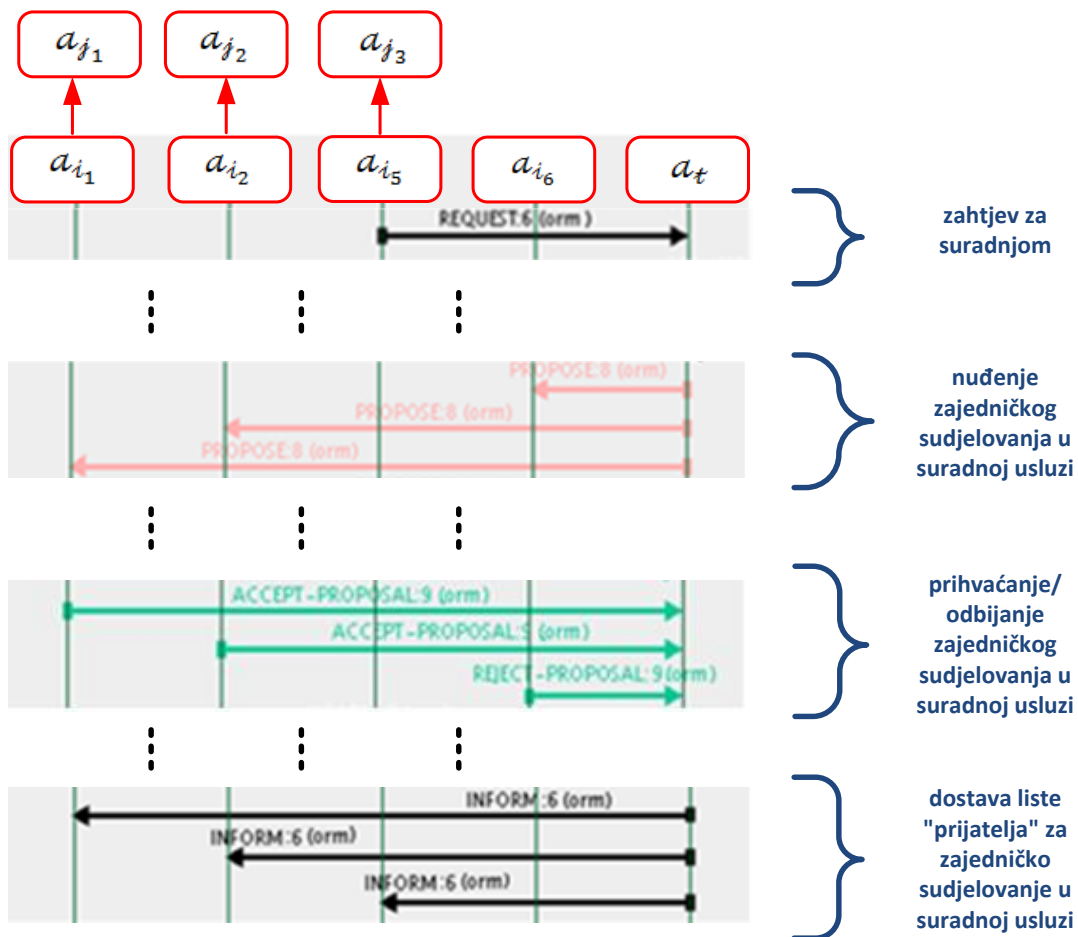 a_{j_1} a_{j_2} a_{j_3}
a_{i_1} a_{i_2} a_{i_5} a_{i_6} a_t
REQUEST:6 (orm )
zahtjev za
suradnjom
PROPOSE:8 (orm)
PROPOSE:8 (orm)
PROPOSE:8 (orm)
nuđenje
zajedničkog
sudjelovanja u
suradnoj usluzi
ACCEPT-PROPOSAL:9 (orm)
ACCEPT-PROPOSAL:9 (orm)
REJECT-PROPOSAL:9 (orm)
prihvaćanje/
odbijanje
zajedničkog
sudjelovanja u
suradnoj usluzi
INFORM:6 (orm)
INFORM:6 (orm)
INFORM:6 (orm)
dostava liste
"prijatelja" za
zajedničko
sudjelovanje u
suradnoj usluzi